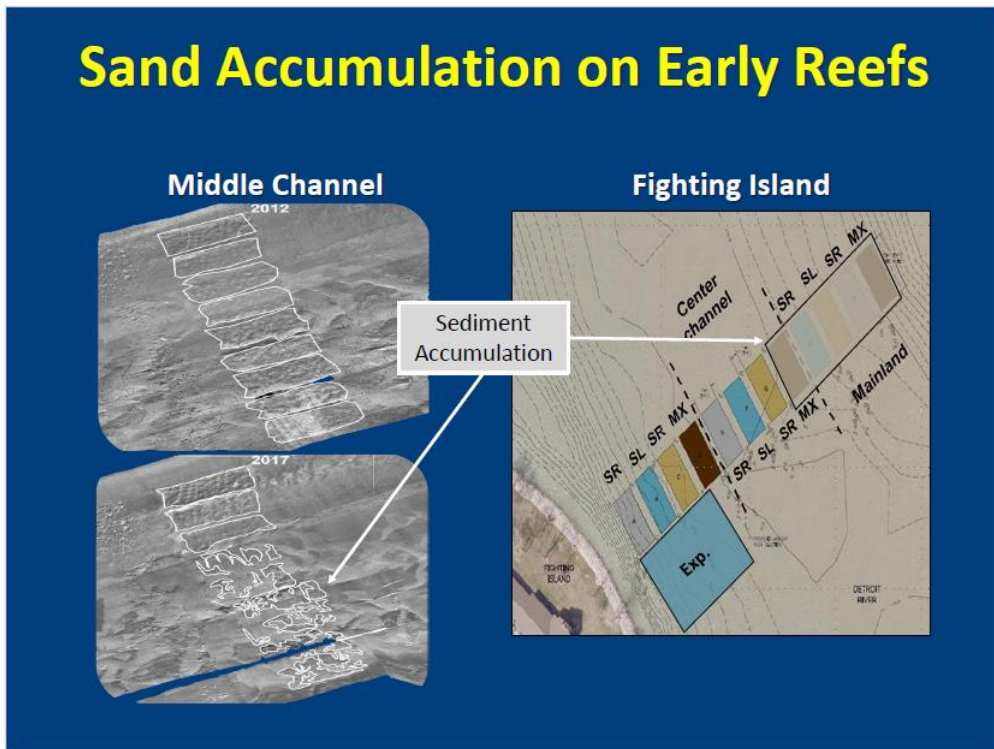 Sand Accumulation on Early Reefs
Middle Channel
Fighting Island
2012
2017
Sediment
Accumulation
Center
channel
SR SL SR MX
Mainland
SR SL SR MX
SR SL SR MX
Exp.
FIGHTING
ISLAND
DETROIT
RIVER